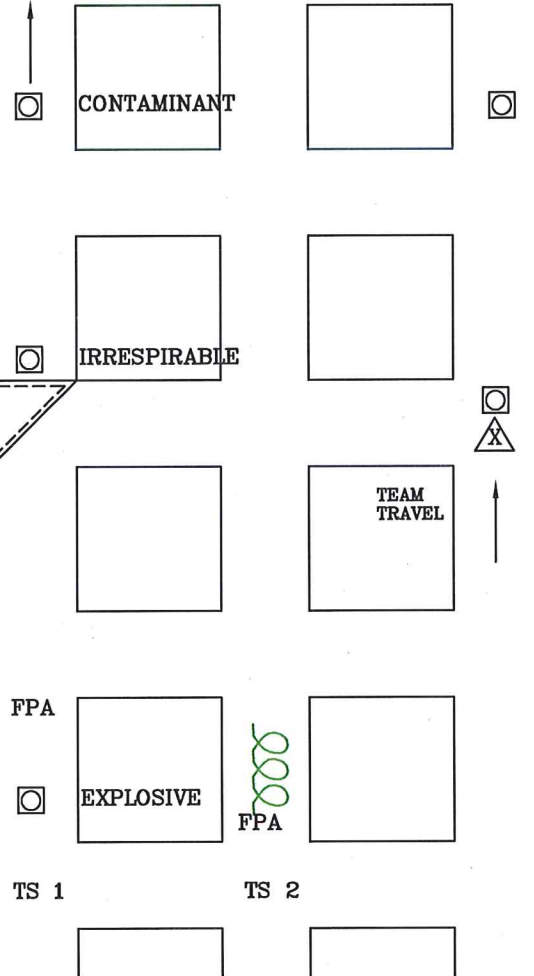 CONTAMINANT
IRRESPIRABLE
X
TEAM
TRAVEL
FPA
EXPLOSIVE
FPA
TS 1
TS 2